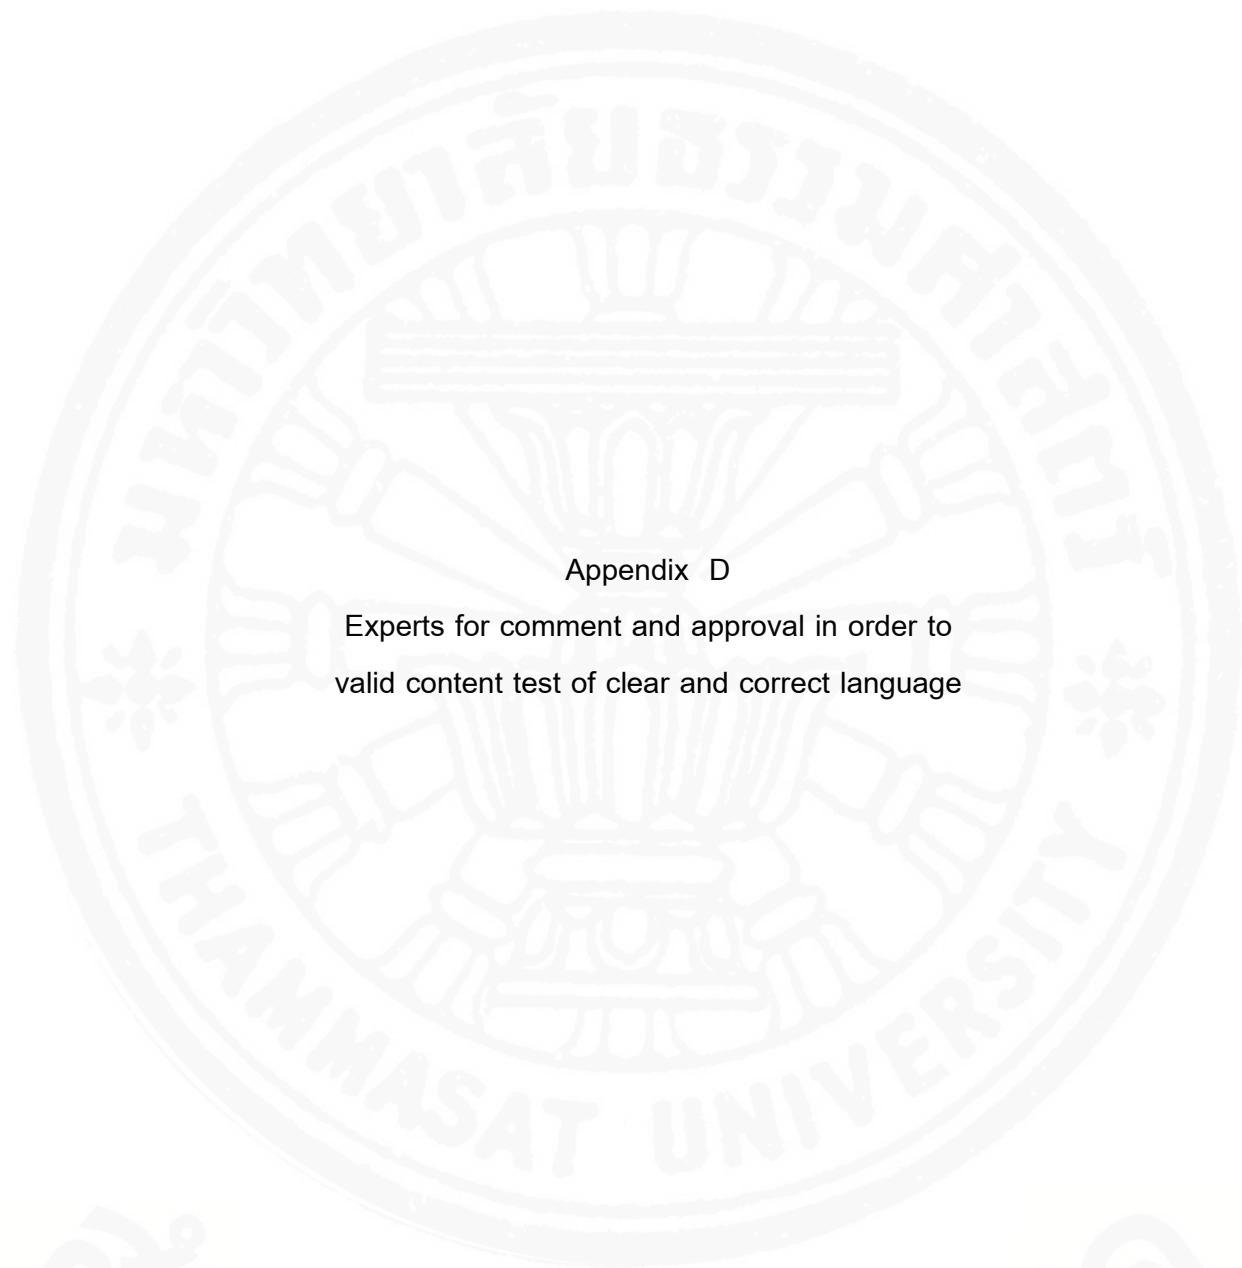 มหาวิทยาลัยธรรมศาสตร์
Appendix D
Experts for comment and approval in order to
valid content test of clear and correct language
THAMMASAT UNIVERSITY